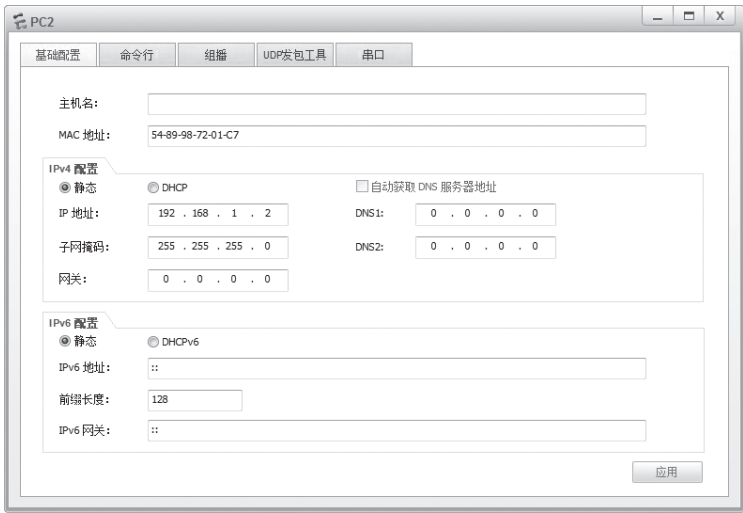 PC2
基础配置 命令行 组播 UDP发包工具 串口
主机名:
MAC 地址: 54-89-98-72-01-C7
IPv4 配置
静态 DHCP 自动获取 DNS 服务器地址
IP 地址: 192 . 168 . 1 . 2 DNS1: 0 . 0 . 0 . 0
子网掩码: 255 . 255 . 255 . 0 DNS2: 0 . 0 . 0 . 0
网关: 0 . 0 . 0 . 0
IPv6 配置
静态 DHCPv6
IPv6 地址: ::
前缀长度: 128
IPv6 网关: ::
应用